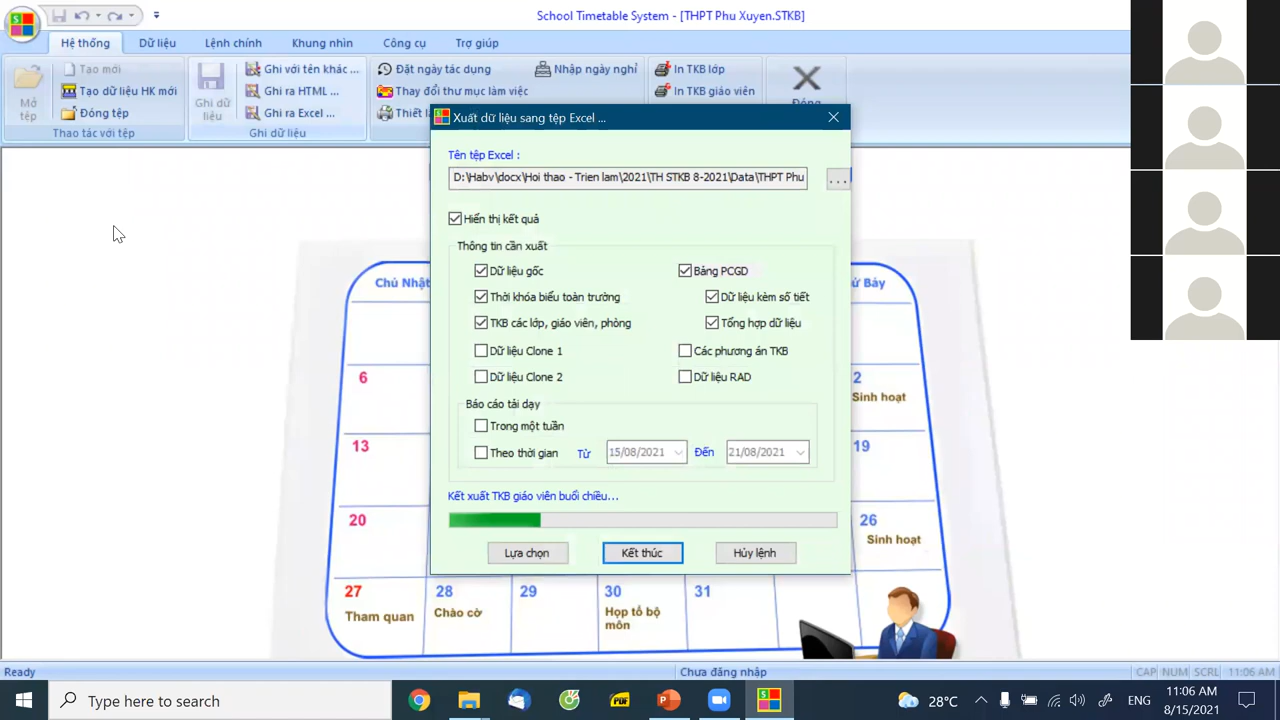 School Timetable System - [THPT Phu Xuyen.STKB]
Hệ thống
Dữ liệu
Lệnh chính
Khung nhìn
Công cụ
Trợ giúp
Mở tệp
Tạo mới
Tạo dữ liệu HK mới
Đóng tệp
Thao tác với tệp
Ghi dữ liệu
Ghi với tên khác ...
Ghi ra HTML ...
Ghi ra Excel ...
Ghi dữ liệu
Đặt ngày tác dụng
Thay đổi thư mục làm việc
Thiết
Nhập ngày nghỉ
In TKB lớp
In TKB giáo viên
Đóng
Xuất dữ liệu sang tệp Excel ...
Tên tệp Excel :
D:\Habv\docx\Hoi thao - Trien lam\2021\TH STKB 8-2021\Data\THPT Phu
...
Hiển thị kết quả
Thông tin cần xuất
Dữ liệu gốc
Bảng PCGD
Thời khóa biểu toàn trường
Dữ liệu kèm số tiết
TKB các lớp, giáo viên, phòng
Tổng hợp dữ liệu
Dữ liệu Clone 1
Các phương án TKB
Dữ liệu Clone 2
Dữ liệu RAD
Báo cáo tải dạy
Trong một tuần
Theo thời gian
Từ
15/08/2021
Đến
21/08/2021
Kết xuất TKB giáo viên buổi chiều...
Lựa chọn
Kết thúc
Hủy lệnh
Chủ Nhật
Bảy
6
2
Sinh hoạt
13
19
20
26
Sinh hoạt
27
28
29
30
31
Tham quan
Chào cờ
Họp tổ bộ
môn
Ready
Chưa đăng nhập
CAP
NUM
SCRL
11:06 AM
Type here to search
PDF
28°C
ENG
11:06 AM
8/15/2021